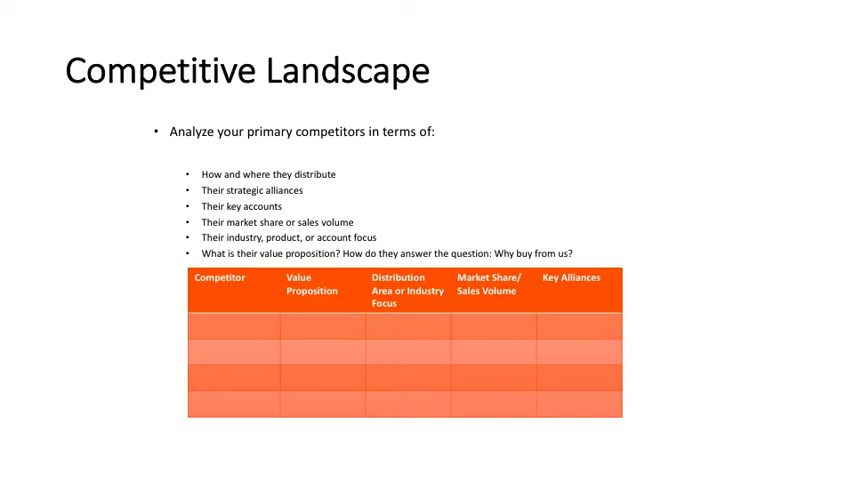 Competitive Landscape
• Analyze your primary competitors in terms of:
• How and where they distribute
• Their strategic alliances
• Their key accounts
• Their market share or sales volume
• Their industry, product, or account focus
• What is their value proposition? How do they answer the question: Why buy from us?
Competitor
Value
Proposition
Distribution
Area or Industry
Focus
Market Share/
Sales Volume
Key Alliances